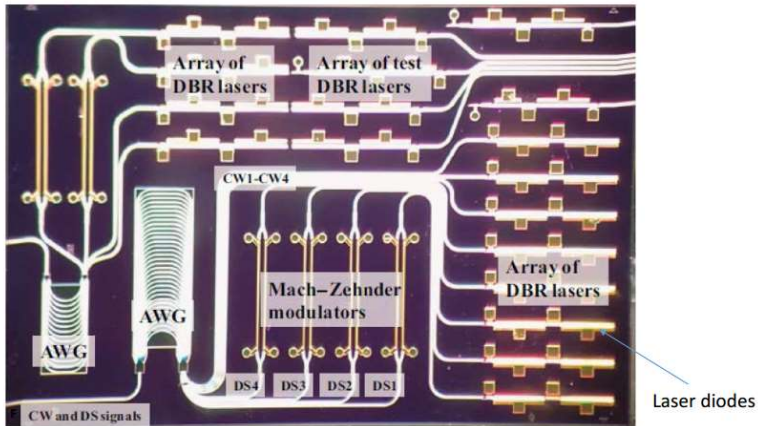 Array of
DBR lasers
Array of test
DBR lasers
CW1-CW4
Array of
DBR lasers
Mach–Zehnder
modulators
AWG
AWG
DS4
DS3
DS2
DS1
Laser diodes
CW and DS signals